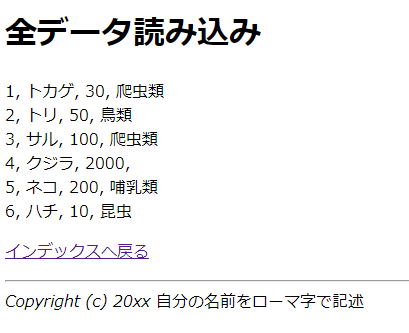 全データ読み込み
1, トカゲ, 30, 爬虫類
2, トリ, 50, 鳥類
3, サル, 100, 爬虫類
4, クジラ, 2000,
5, ネコ, 200, 哺乳類
6, ハチ, 10, 昆虫
インデックスへ戻る
Copyright (c) 20xx 自分の名前をローマ字で記述